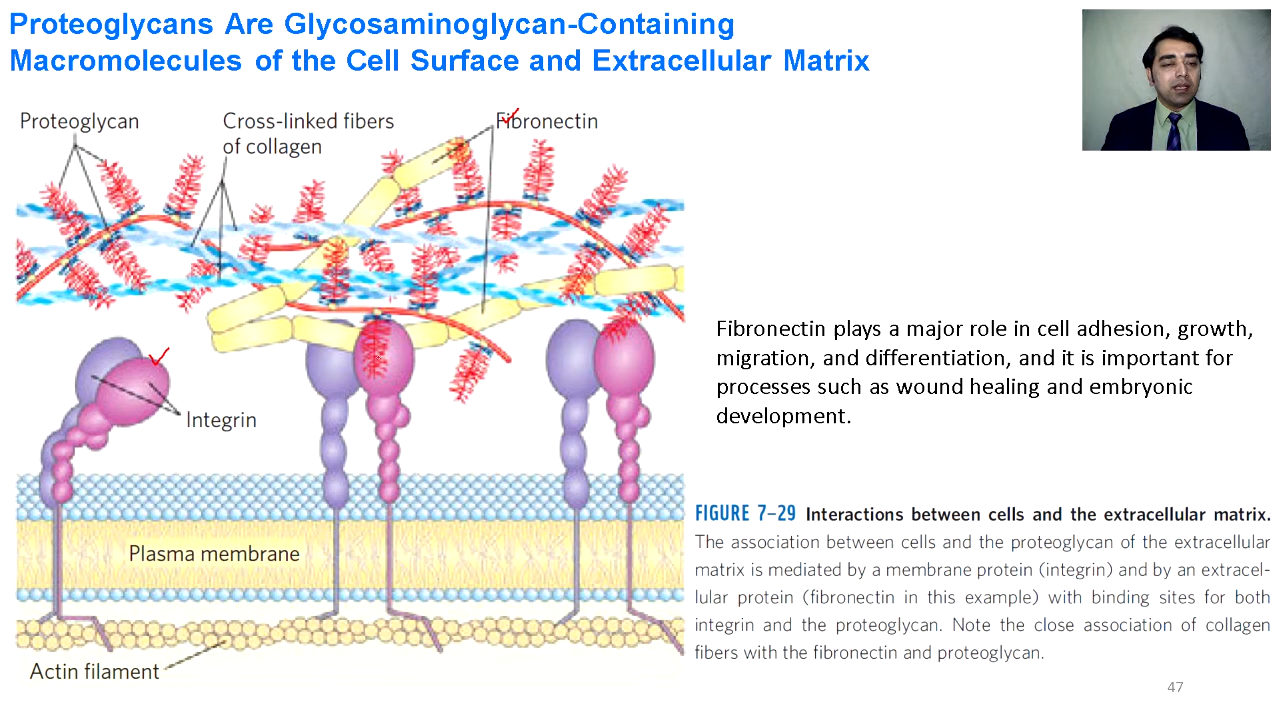 Proteoglycans Are Glycosaminoglycan-Containing
Macromolecules of the Cell Surface and Extracellular Matrix
Proteoglycan
Cross-linked fibers
of collagen
Fibronectin
Integrin
Plasma membrane
Actin filament
Fibronectin plays a major role in cell adhesion, growth,
migration, and differentiation, and it is important for
processes such as wound healing and embryonic
development.
FIGURE 7–29 Interactions between cells and the extracellular matrix.
The association between cells and the proteoglycan of the extracellular
matrix is mediated by a membrane protein (integrin) and by an extracel-
lular protein (fibronectin in this example) with binding sites for both
integrin and the proteoglycan. Note the close association of collagen
fibers with the fibronectin and proteoglycan.
47